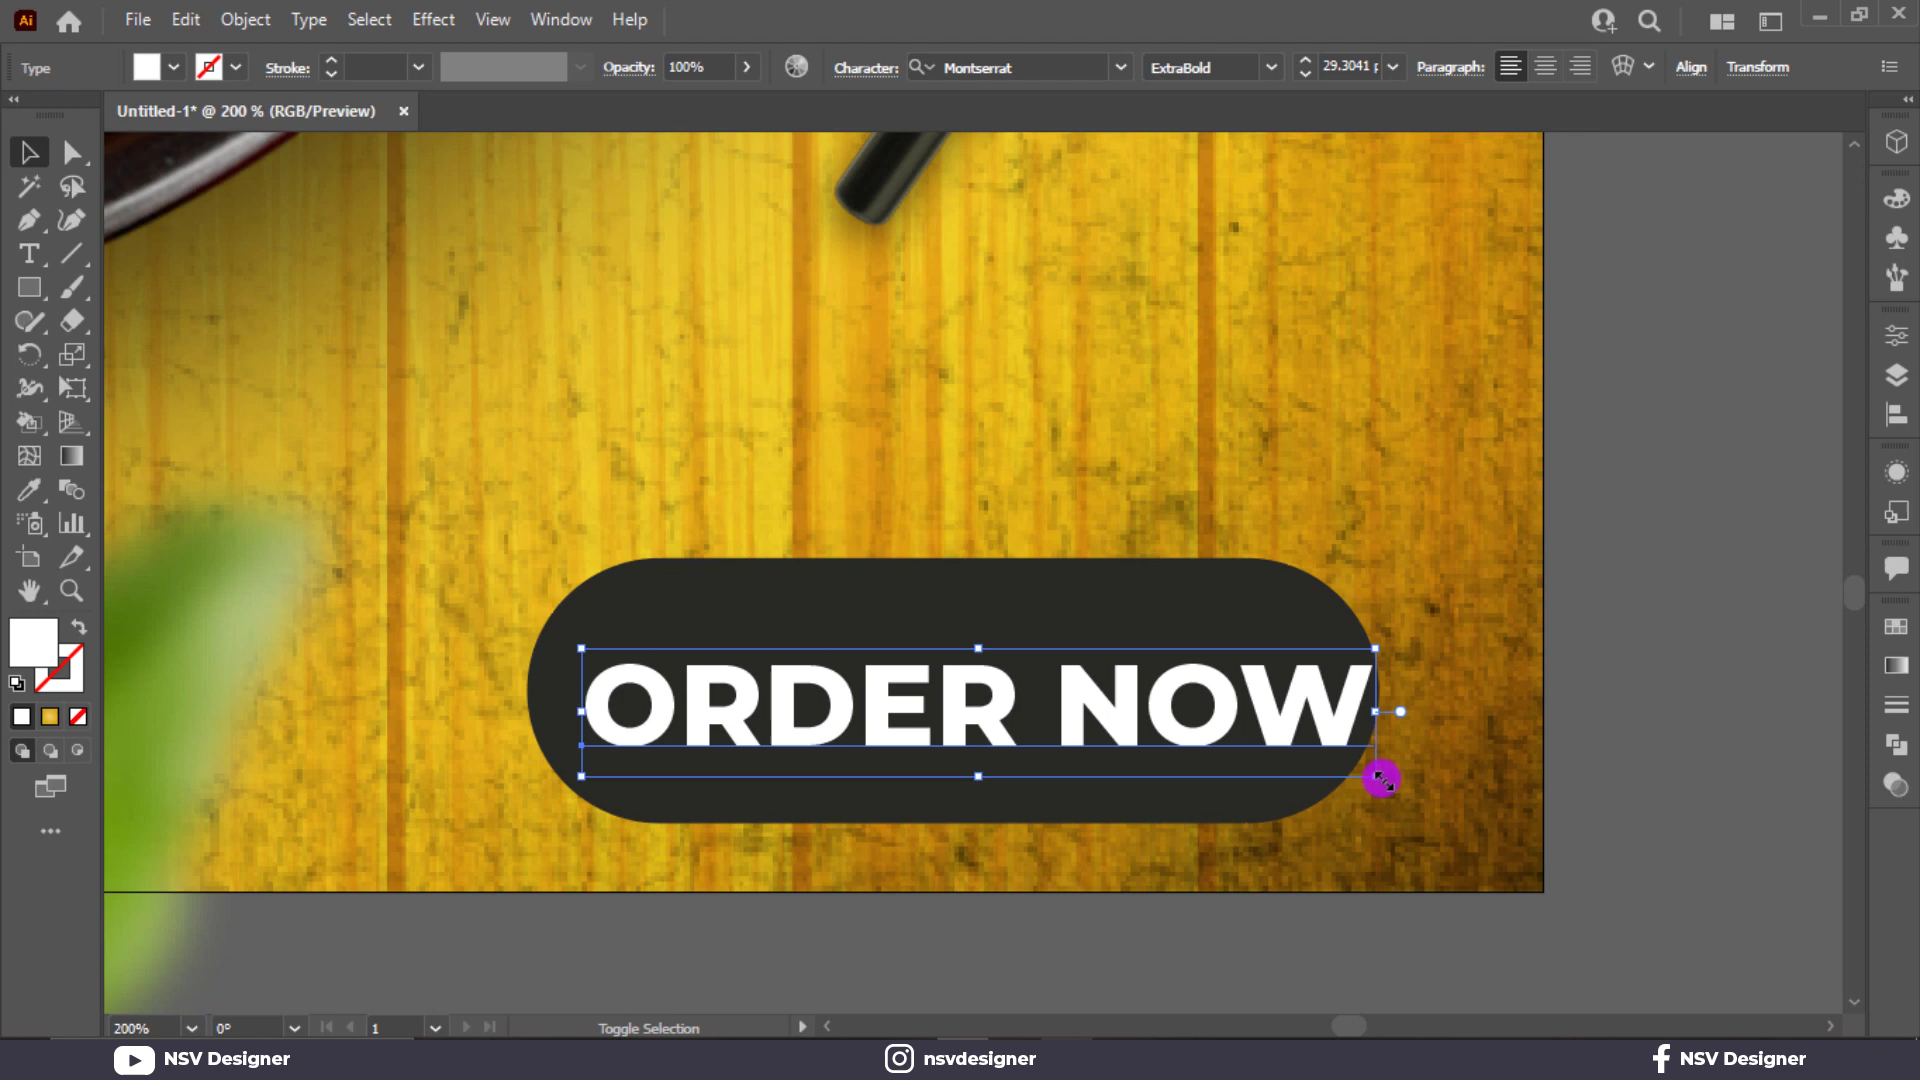 Ai File Edit Object Type Select Effect View Window Help
Type Stroke: Opacity: 100% Character: Montserrat ExtraBold 29.3041 p Paragraph: Align Transform
Untitled-1* @ 200 % (RGB/Preview)
ORDER NOW
200% 0° 1 Toggle Selection
NSV Designer nsvdesigner NSV Designer